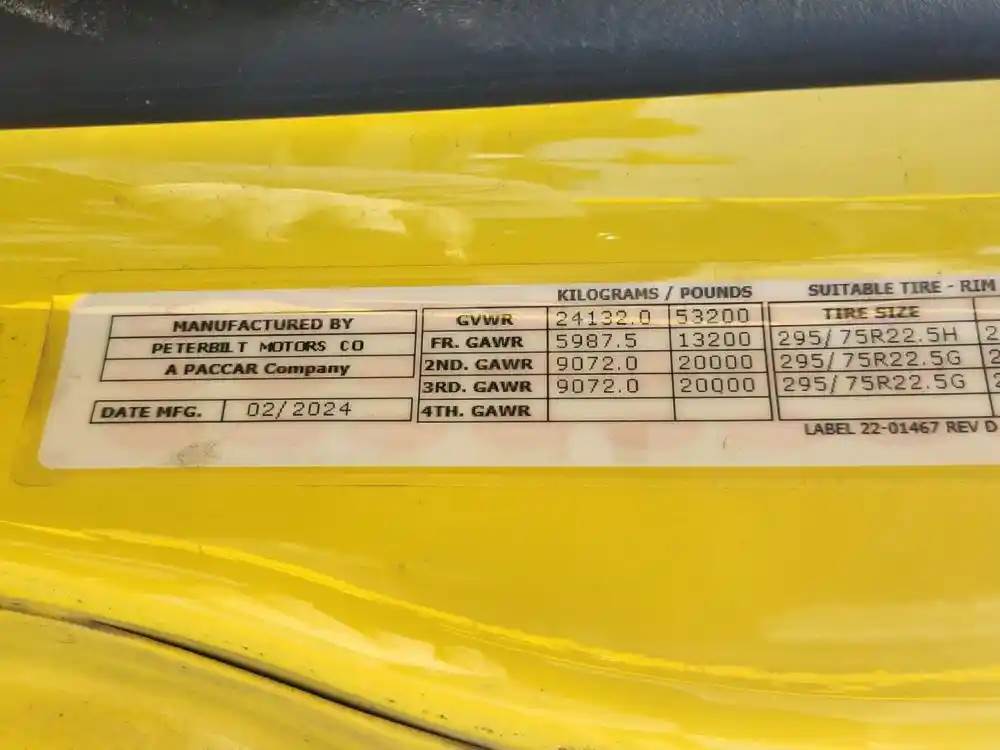 KILOGRAMS / POUNDS SUITABLE TIRE - RIM
MANUFACTURED BY GVWR 24132.0 53200 TIRE SIZE
PETERBILT MOTORS CO FR. GAWR 5987.5 13200 295/75R22.5H
A PACCAR Company 2ND. GAWR 9072.0 20000 295/75R22.5G
3RD. GAWR 9072.0 20000 295/75R22.5G
DATE MFG. 02/2024 4TH. GAWR
LABEL 22-01467 REV D